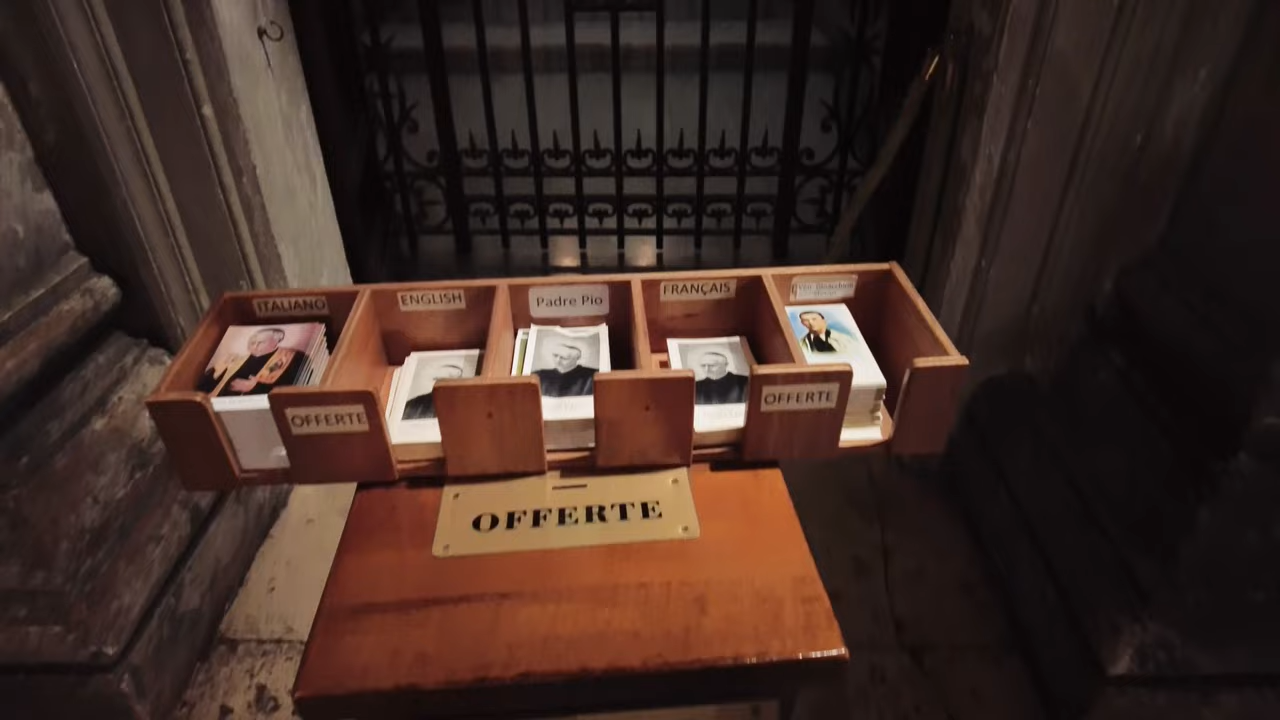 ITALIANO
ENGLISH
Padre Pio
FRANÇAIS
OFFERTE
OFFERTE
OFFERTE